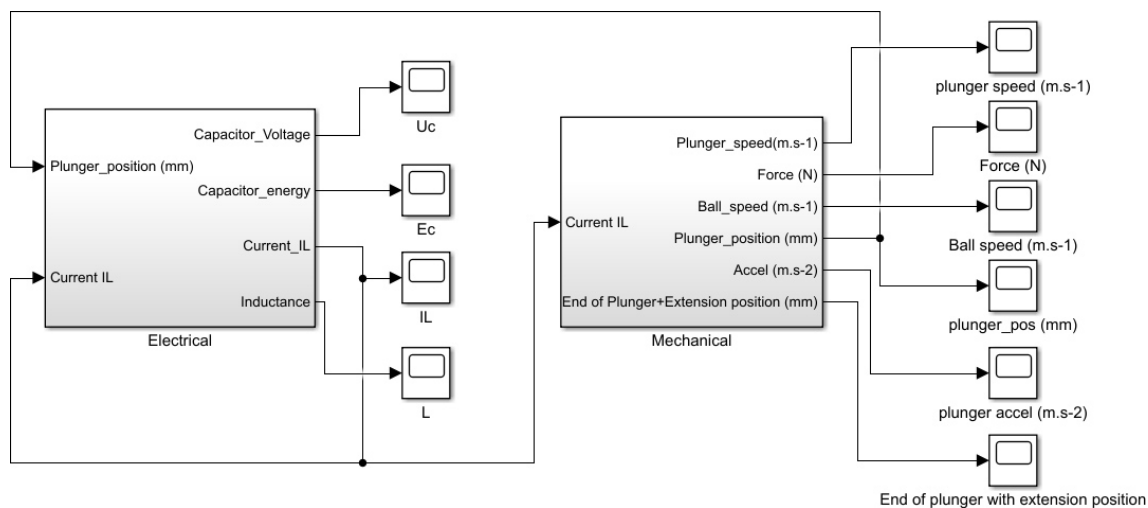 Plunger_position (mm)
Current IL
Capacitor_Voltage
Capacitor_energy
Current_IL
Inductance
Electrical
Uc
Ec
IL
L
Current IL
Plunger_speed(m.s-1)
Force (N)
Ball_speed (m.s-1)
Plunger_position (mm)
Accel (m.s-2)
End of Plunger+Extension position (mm)
Mechanical
plunger speed (m.s-1)
Force (N)
Ball speed (m.s-1)
plunger_pos (mm)
plunger accel (m.s-2)
End of plunger with extension position